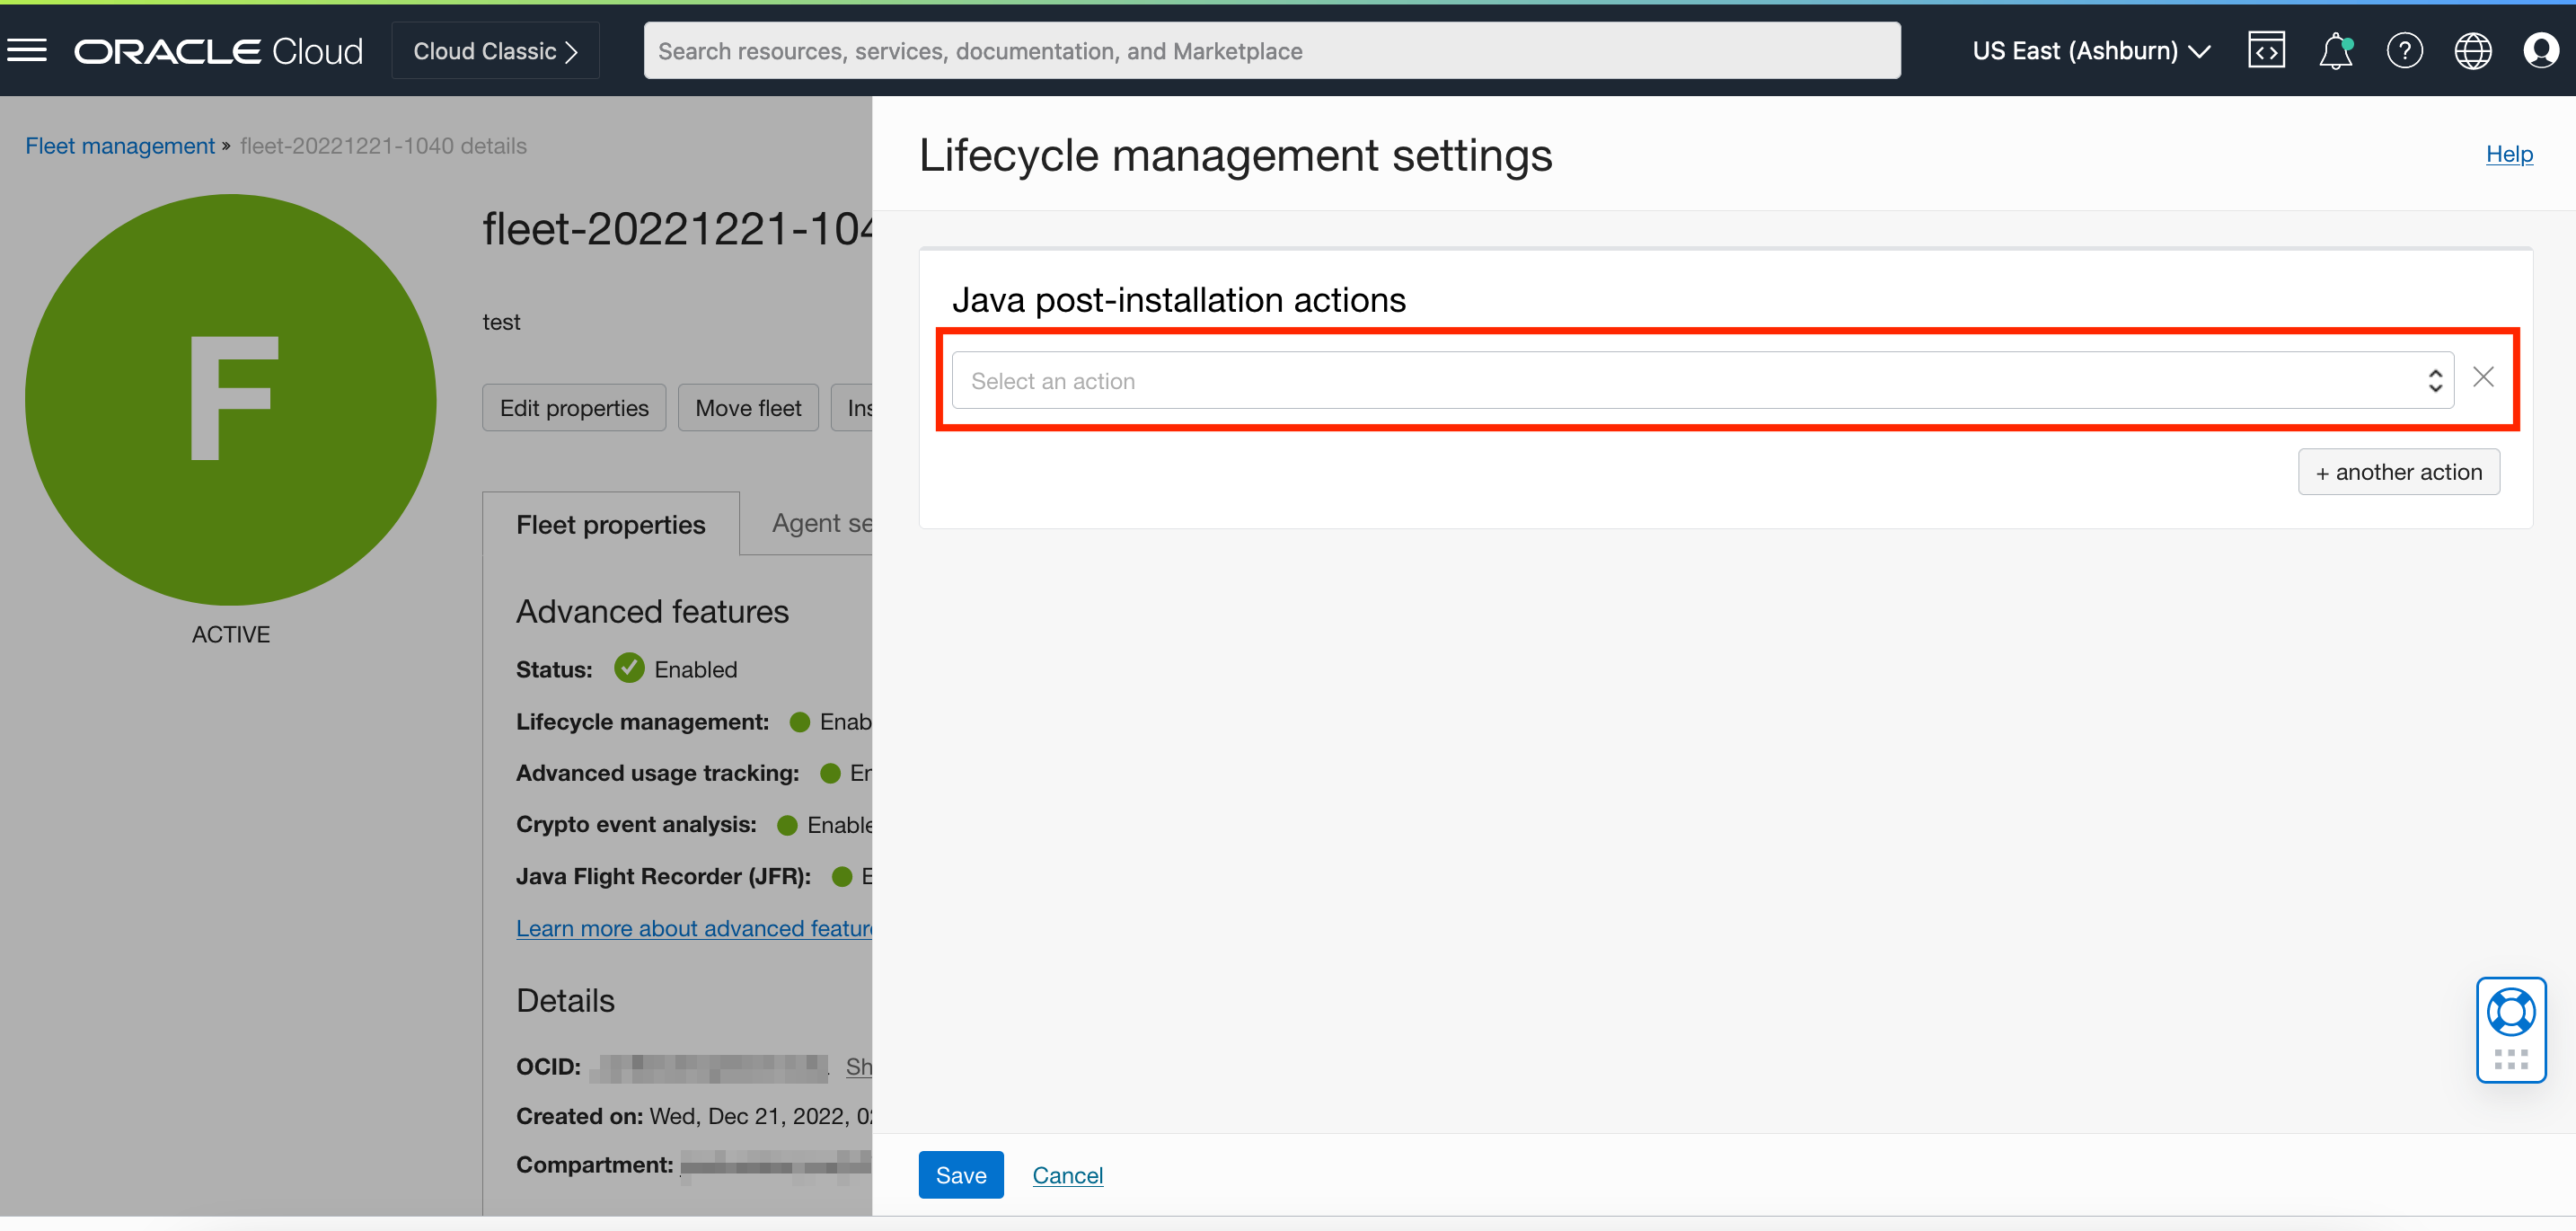 ORACLE Cloud
Cloud Classic
Search resources, services, documentation, and Marketplace
US East (Ashburn)
Fleet management » fleet-20221221-1040 details
F
ACTIVE
fleet-20221221-104
test
Edit properties
Move fleet
Ins
Fleet properties
Agent se
Advanced features
Status: Enabled
Lifecycle management: Enab
Advanced usage tracking: En
Crypto event analysis: Enable
Java Flight Recorder (JFR): E
Learn more about advanced featur
Details
OCID: Sh
Created on: Wed, Dec 21, 2022, 02
Compartment:
Lifecycle management settings
Help
Java post-installation actions
Select an action
+ another action
Save
Cancel